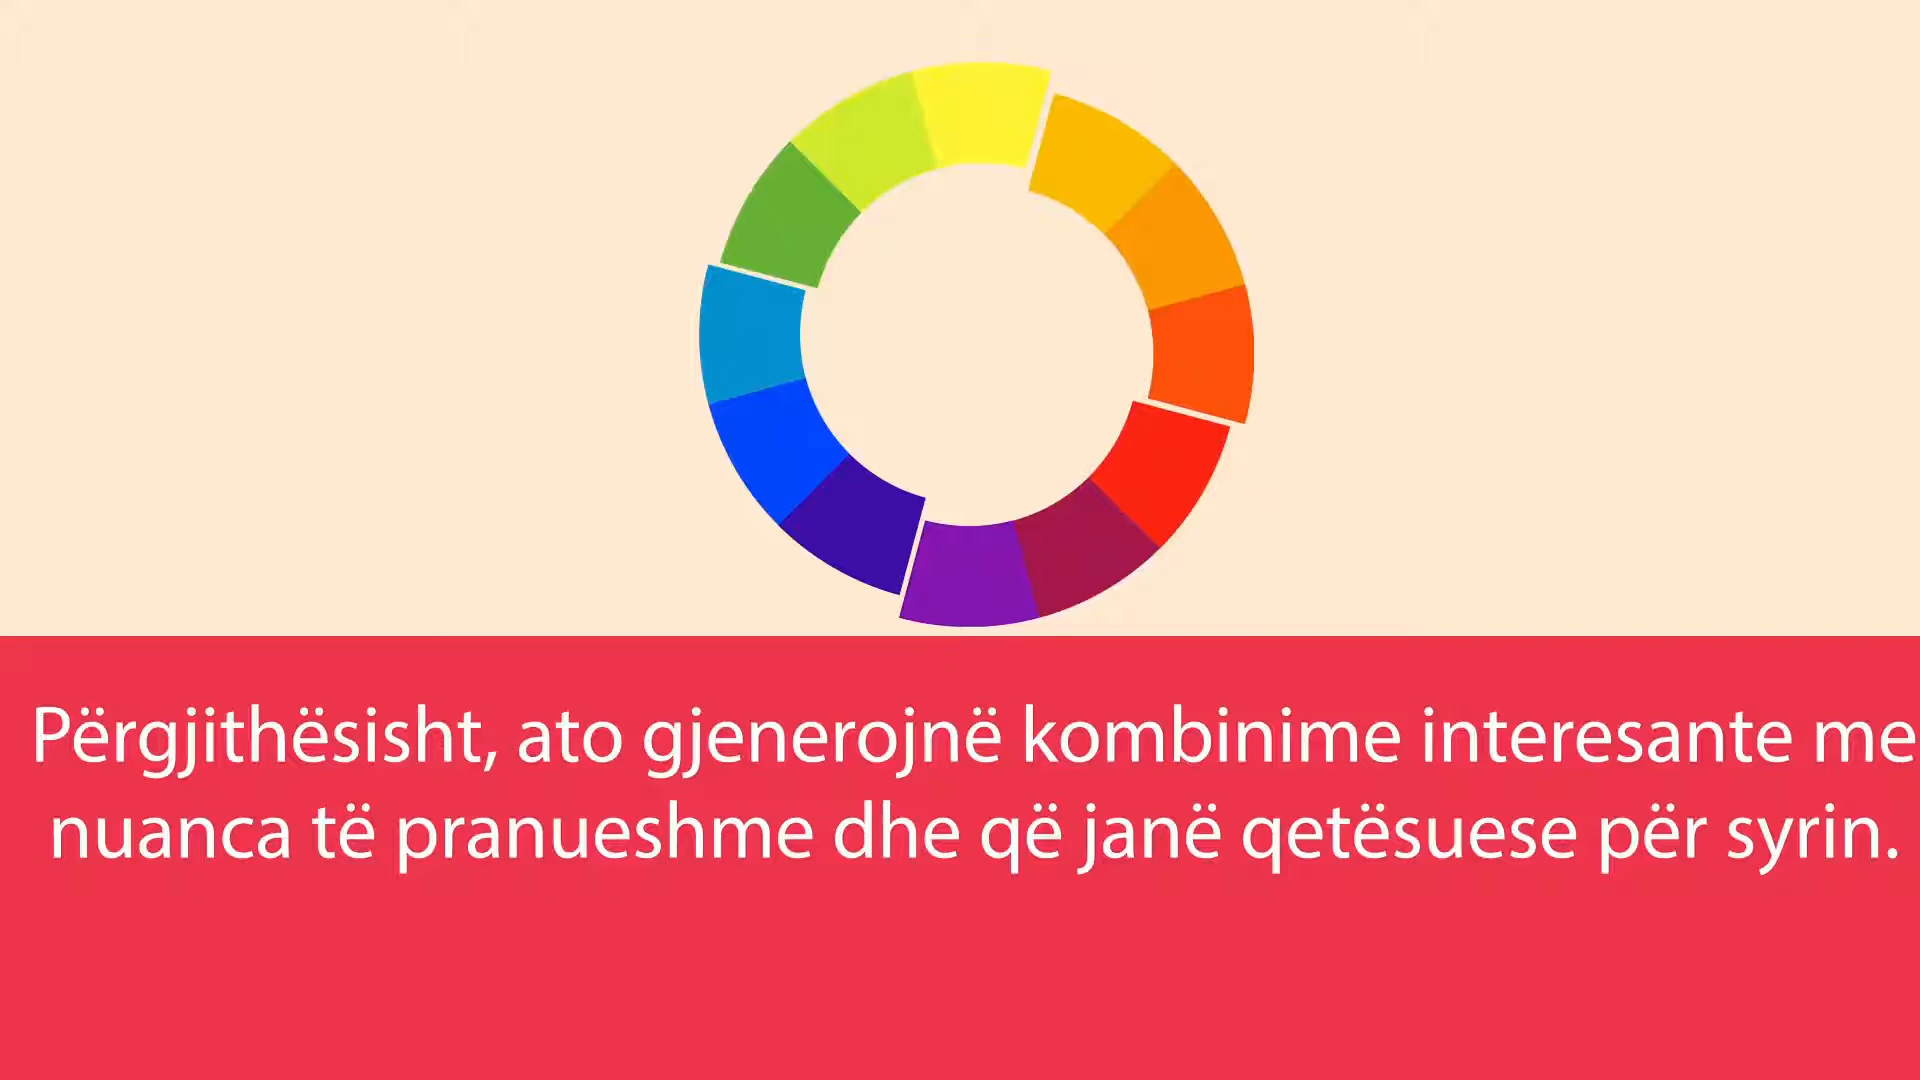 Përgjithësisht, ato gjenerojnë kombinime interesante me
nuanca të pranueshme dhe që janë qetësuese për syrin.